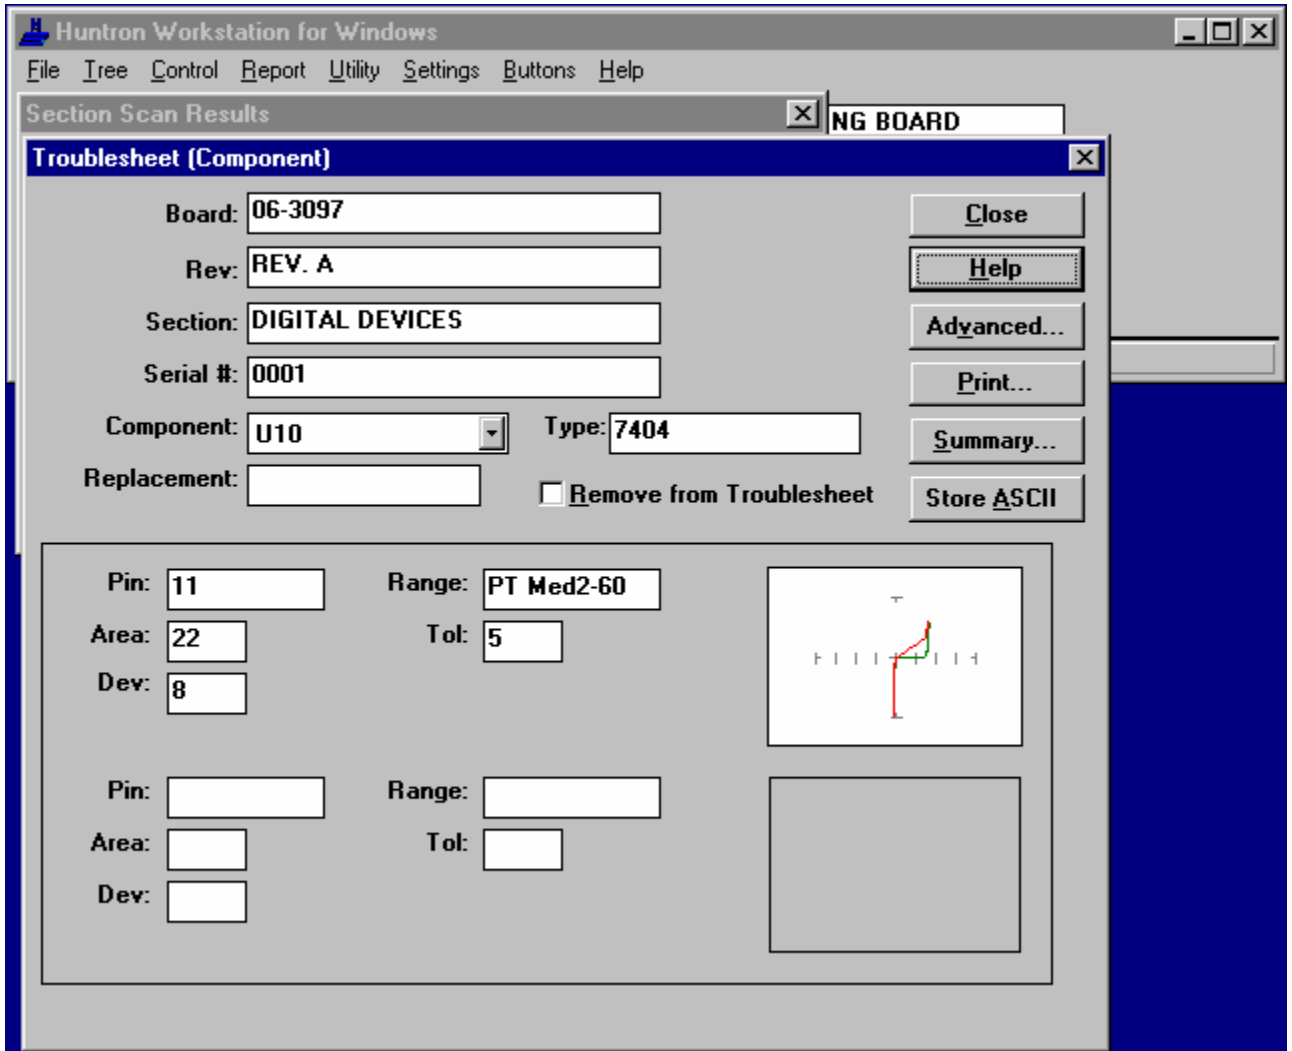 Huntron Workstation for Windows
File Tree Control Report Utility Settings Buttons Help
Section Scan Results
NG BOARD
Troublesheet (Component)
Board: 06-3097
Close
Rev: REV. A
Help
Section: DIGITAL DEVICES
Advanced...
Serial #: 0001
Print...
Component: U10 Type: 7404
Summary...
Replacement:
Remove from Troublesheet
Store ASCII
Pin: 11 Range: PT Med2-60
Area: 22 Tol: 5
Dev: 8
Pin: Range:
Area: Tol:
Dev: